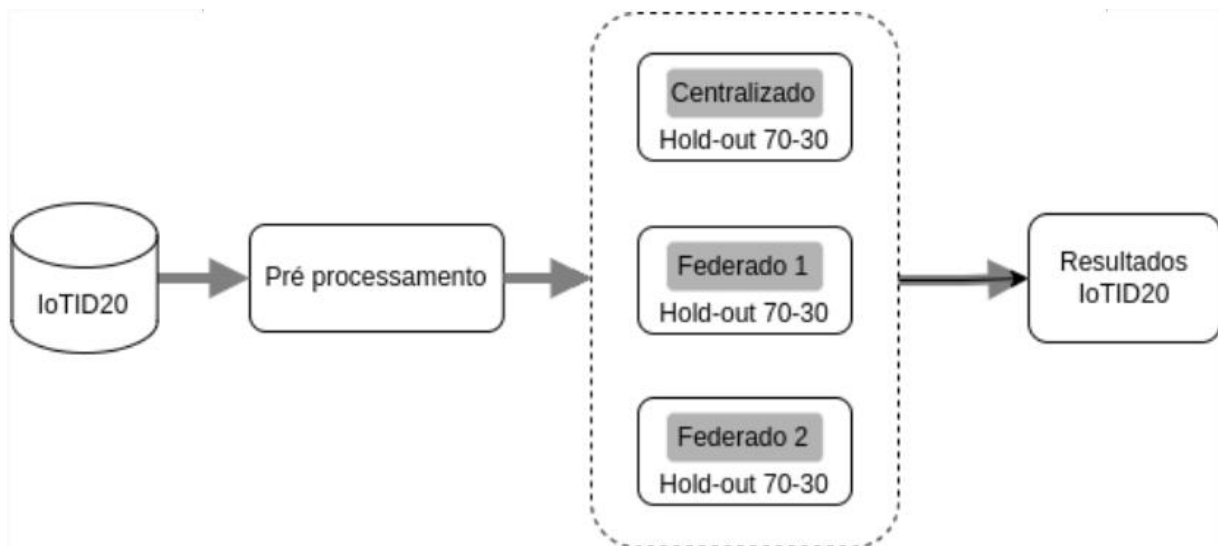 IoTID20
Pré processamento
Centralizado
Hold-out 70-30
Federado 1
Hold-out 70-30
Federado 2
Hold-out 70-30
Resultados
IoTID20